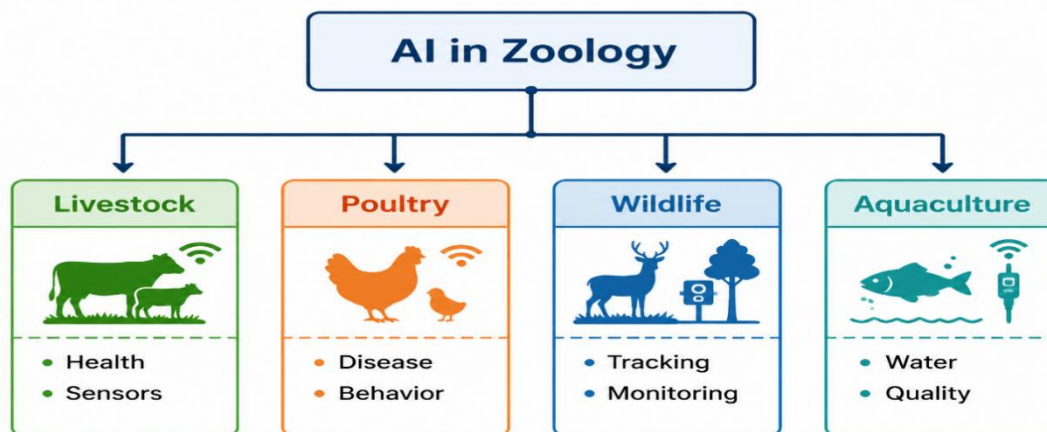 AI in Zoology
Livestock
• Health
• Sensors
Poultry
• Disease
• Behavior
Wildlife
• Tracking
• Monitoring
Aquaculture
• Water
• Quality